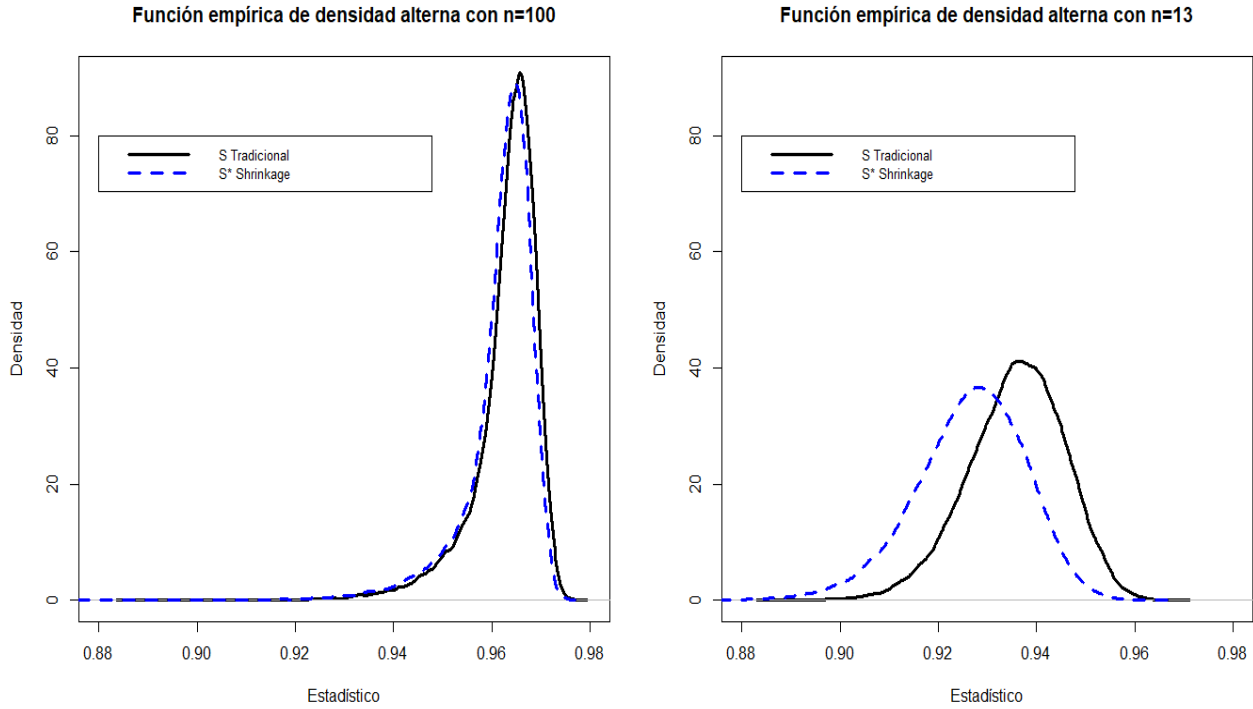 Función empírica de densidad alterna con n=100
S Tradicional
S* Shrinkage
Densidad
0 20 40 60 80
0.88 0.90 0.92 0.94 0.96 0.98
Estadístico
Función empírica de densidad alterna con n=13
S Tradicional
S* Shrinkage
Densidad
0 20 40 60 80
0.88 0.90 0.92 0.94 0.96 0.98
Estadístico